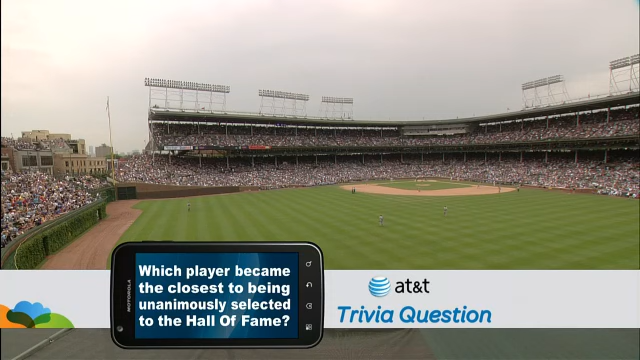 Which player became
the closest to being
unanimously selected
to the Hall Of Fame?
MOTOROLA
at&t
Trivia Question